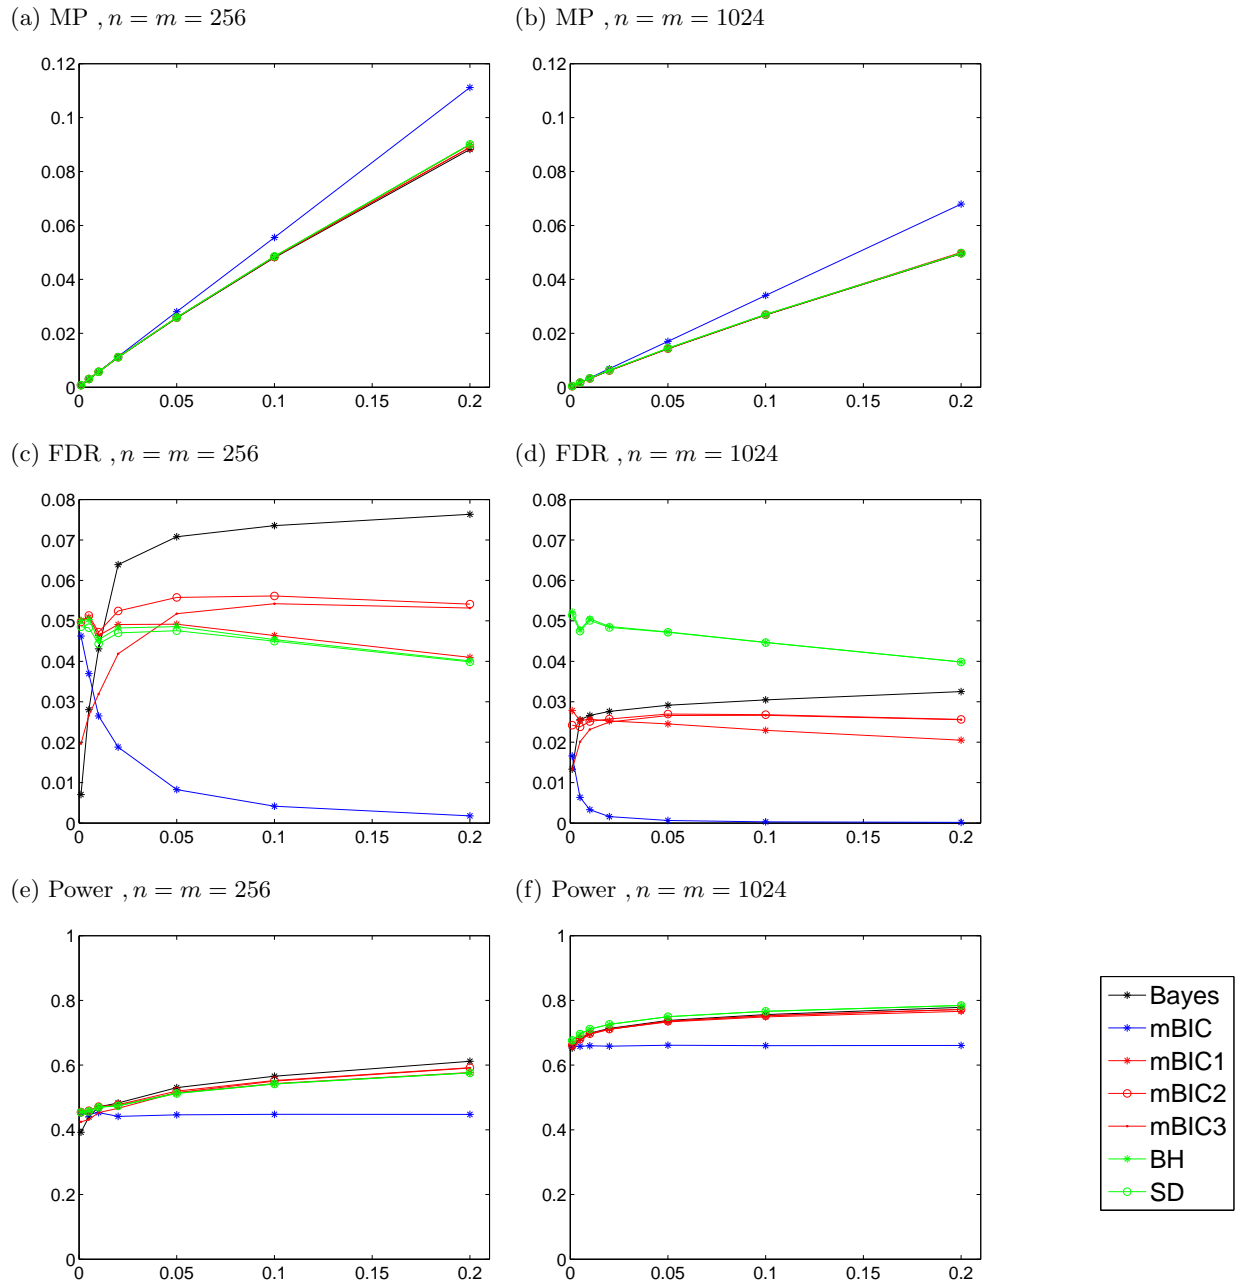 (a) MP , n = m = 256
(b) MP , n = m = 1024
0.12
0.1
0.08
0.06
0.04
0.02
0
0 0.05 0.1 0.15 0.2
0.12
0.1
0.08
0.06
0.04
0.02
0
0 0.05 0.1 0.15 0.2
(c) FDR , n = m = 256
(d) FDR , n = m = 1024
0.08
0.07
0.06
0.05
0.04
0.03
0.02
0.01
0
0 0.05 0.1 0.15 0.2
0.08
0.07
0.06
0.05
0.04
0.03
0.02
0.01
0
0 0.05 0.1 0.15 0.2
(e) Power , n = m = 256
(f) Power , n = m = 1024
1
0.8
0.6
0.4
0.2
0
0 0.05 0.1 0.15 0.2
1
0.8
0.6
0.4
0.2
0
0 0.05 0.1 0.15 0.2
Bayes
mBIC
mBIC1
mBIC2
mBIC3
BH
SD